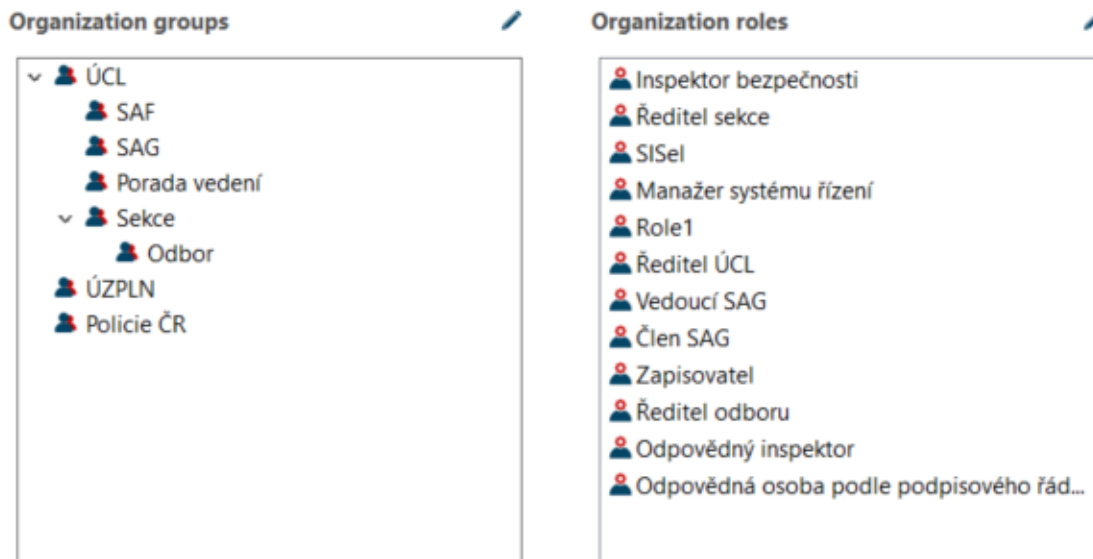 Organization groups
ÚCL
SAF
SAG
Porada vedení
Sekce
Odbor
ÚZPLN
Policie ČR
Organization roles
Inspektor bezpečnosti
Ředitel sekce
SISel
Manažer systému řízení
Role1
Ředitel ÚCL
Vedoucí SAG
Člen SAG
Zapisovatel
Ředitel odboru
Odpovědný inspektor
Odpovědná osoba podle podpisového řád...